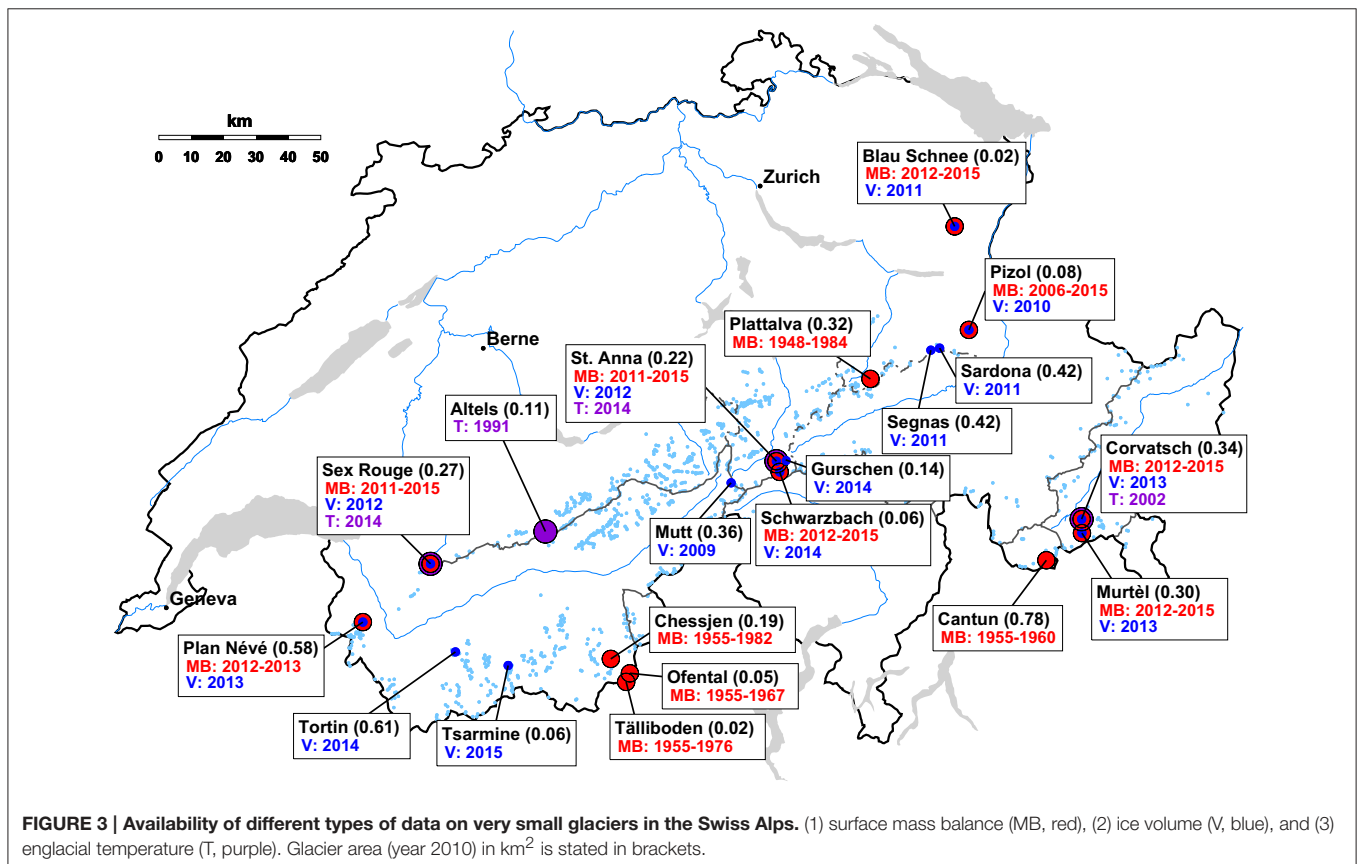 km
0 10 20 30 40 50
Zurich
Blau Schnee (0.02)
MB: 2012-2015
V: 2011
Pizol (0.08)
MB: 2006-2015
V: 2010
Plattalva (0.32)
MB: 1948-1984
Berne
St. Anna (0.22)
MB: 2011-2015
V: 2012
T: 2014
Sardona (0.42)
V: 2011
Altels (0.11)
T: 1991
Segnas (0.42)
V: 2011
Corvatsch (0.34)
MB: 2012-2015
V: 2013
T: 2002
Sex Rouge (0.27)
MB: 2011-2015
V: 2012
T: 2014
Gurschen (0.14)
V: 2014
Mutt (0.36)
V: 2009
Schwarzbach (0.06)
MB: 2012-2015
V: 2014
Geneva
Murtèl (0.30)
MB: 2012-2015
V: 2013
Cantun (0.78)
MB: 1955-1960
Chessjen (0.19)
MB: 1955-1982
Plan Névé (0.58)
MB: 2012-2013
V: 2013
Ofental (0.05)
MB: 1955-1967
Tortin (0.61)
V: 2014
Tsarmine (0.06)
V: 2015
Tälliboden (0.02)
MB: 1955-1976
FIGURE 3 | Availability of different types of data on very small glaciers in the Swiss Alps. (1) surface mass balance (MB, red), (2) ice volume (V, blue), and (3)
englacial temperature (T, purple). Glacier area (year 2010) in km² is stated in brackets.